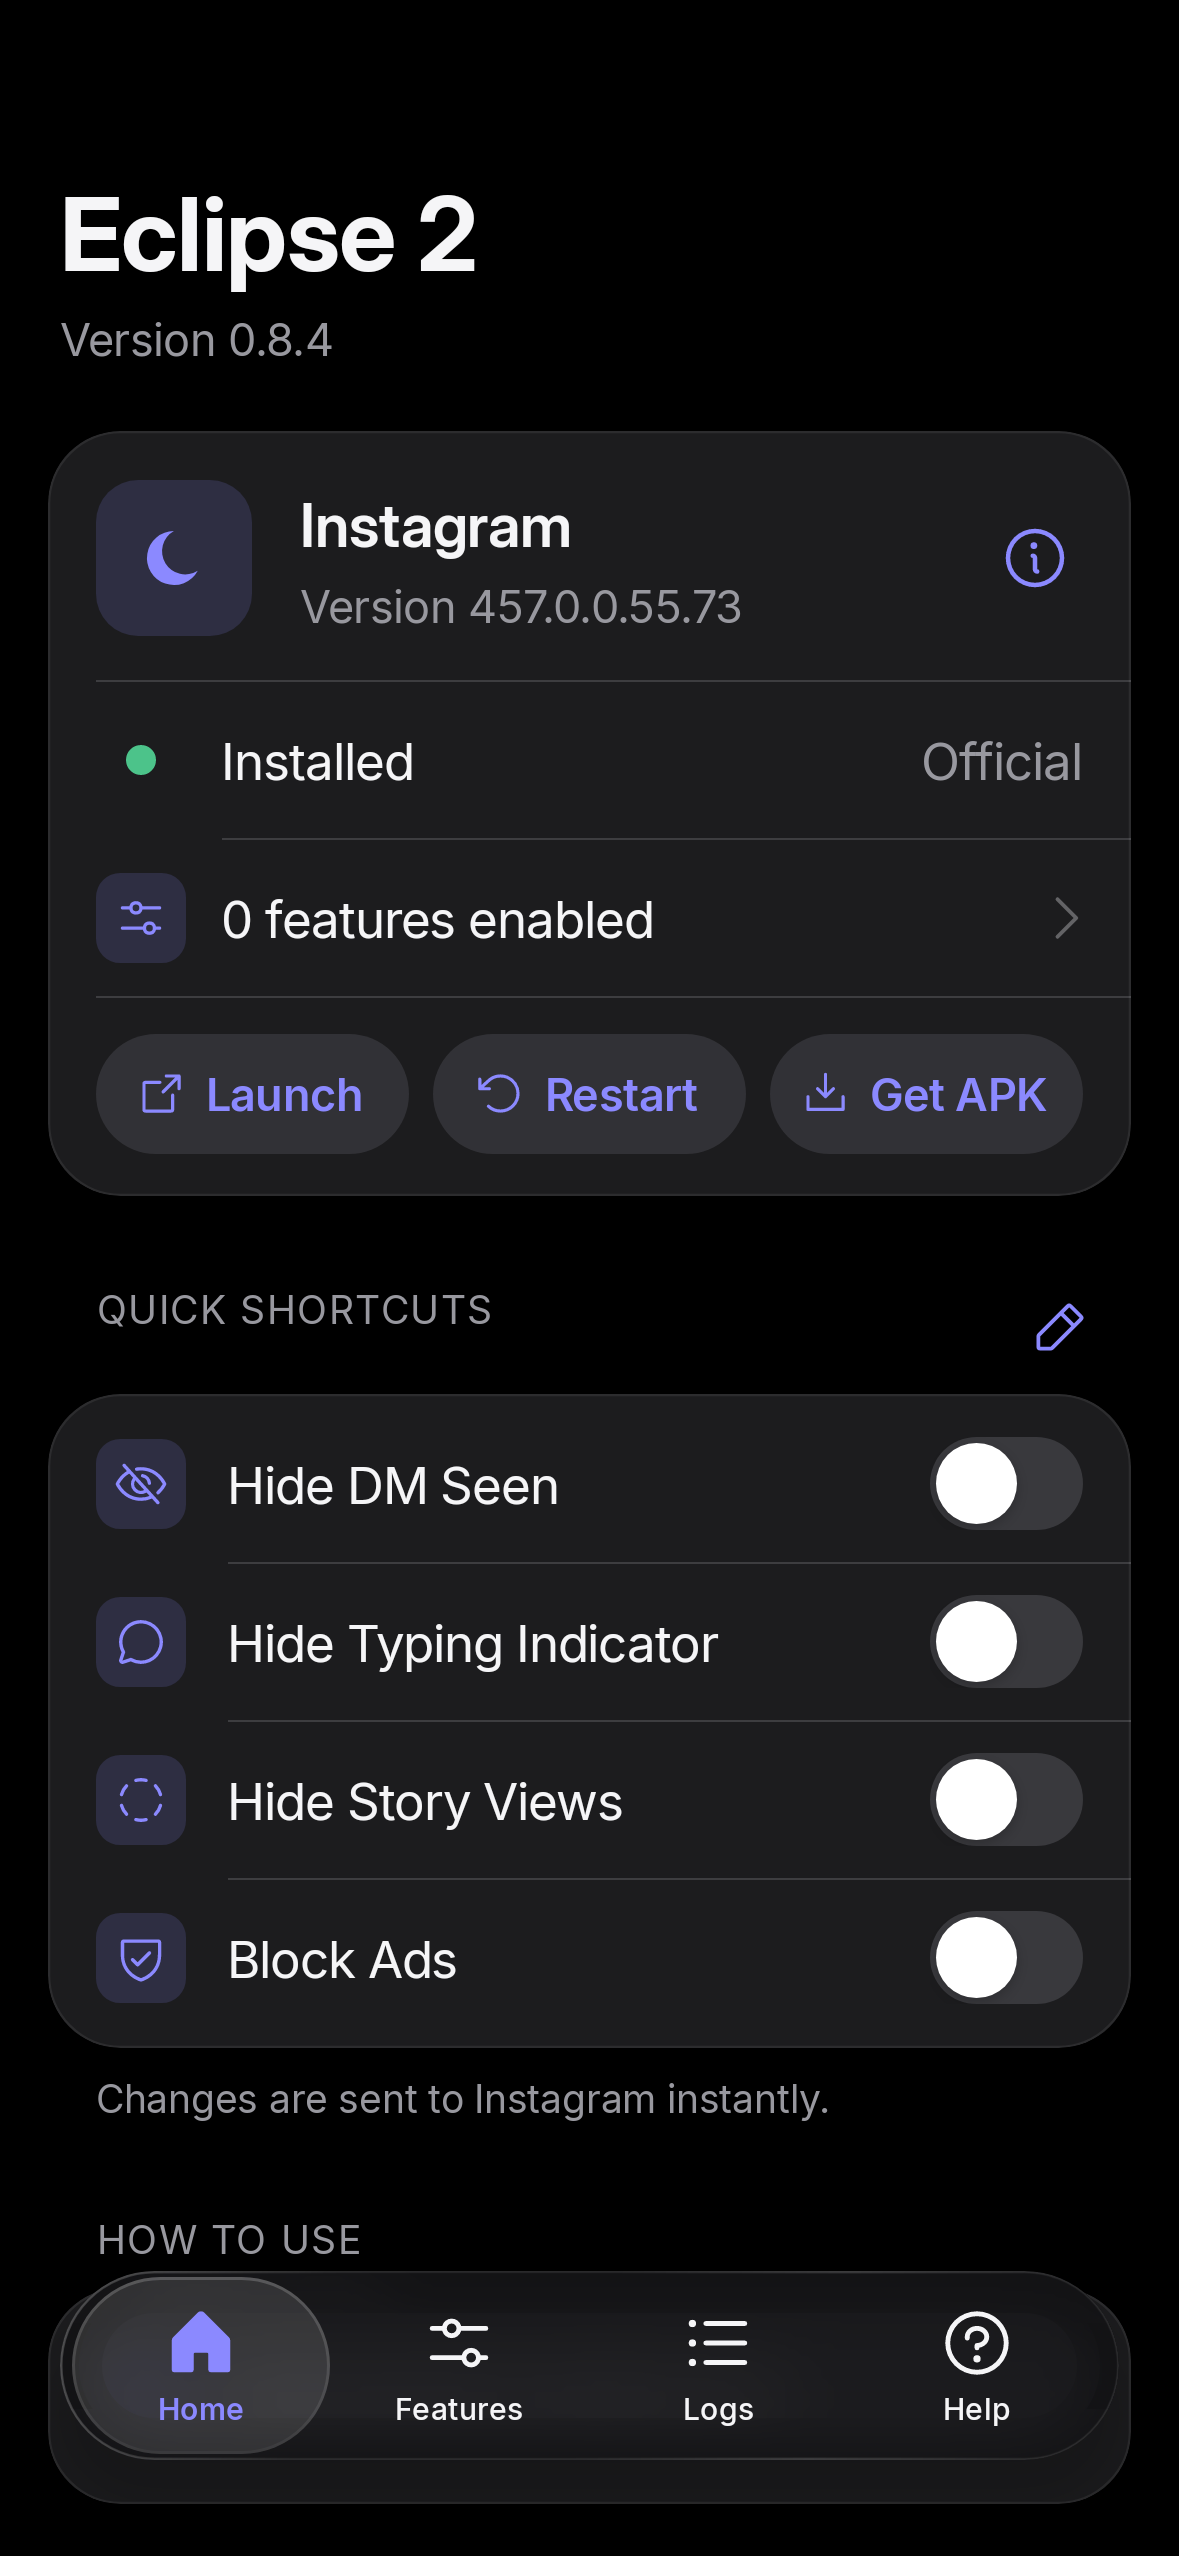 Eclipse 2
Version 0.8.4
Instagram
Version 457.0.0.55.73
Installed
Official
0 features enabled
Launch
Restart
Get APK
QUICK SHORTCUTS
Hide DM Seen
Hide Typing Indicator
Hide Story Views
Block Ads
Changes are sent to Instagram instantly.
HOW TO USE
Home
Features
Logs
Help